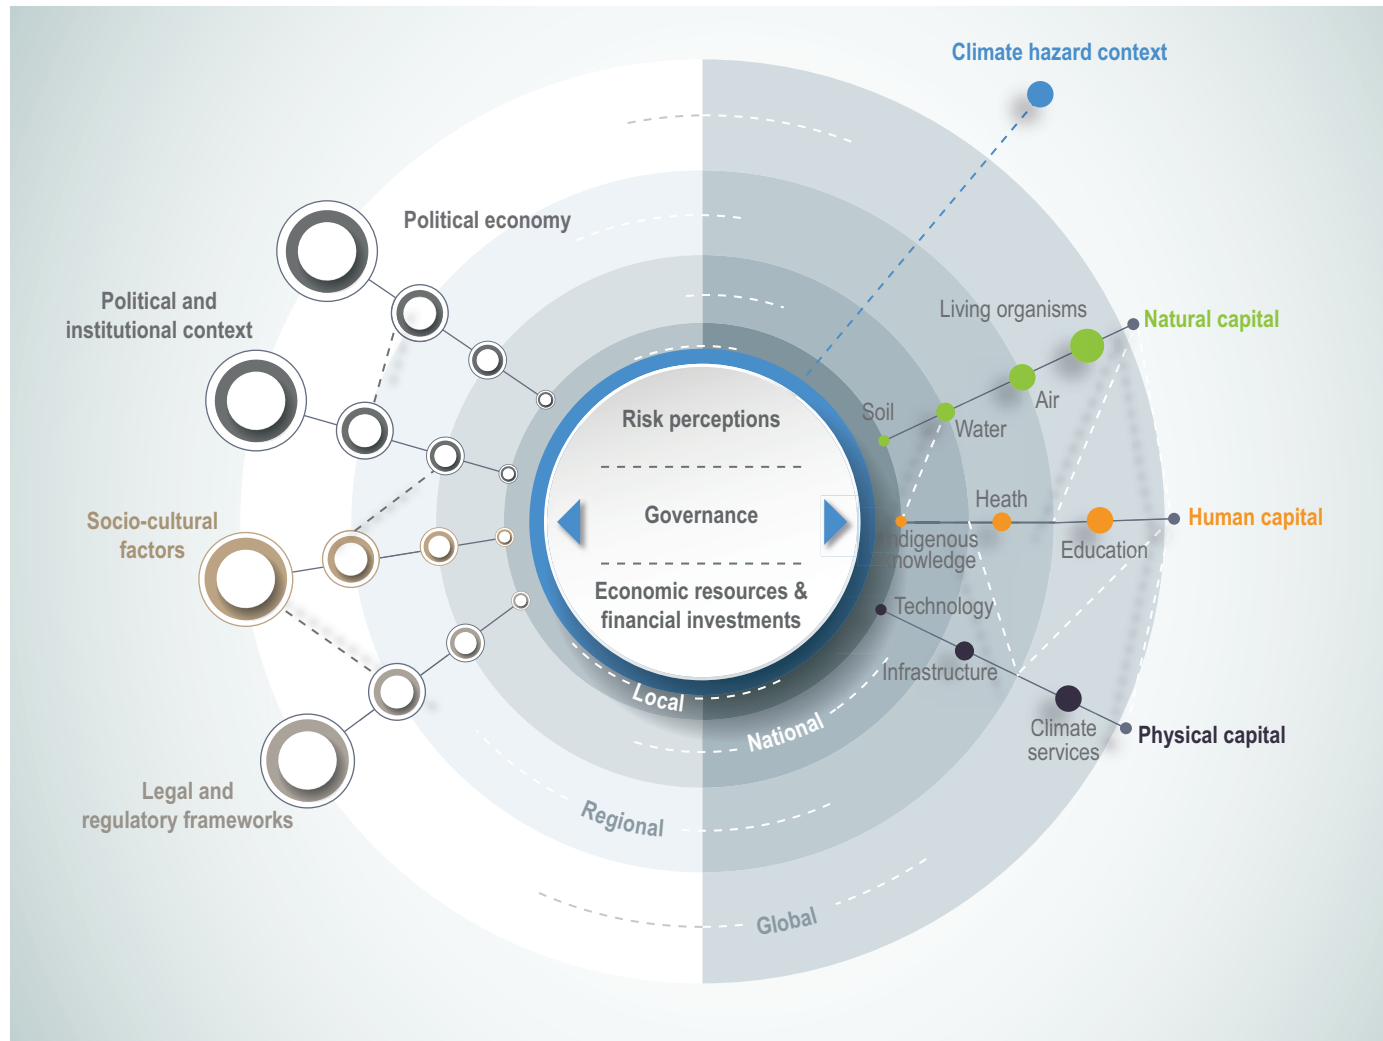 Climate hazard context
Political economy
Political and
institutional context
Living organisms
Natural capital
Air
Soil
Water
Risk perceptions
Governance
Economic resources &
financial investments
Socio-cultural
factors
Heath
Human capital
Indigenous
knowledge
Education
Technology
Infrastructure
Climate
services
Physical capital
Legal and
regulatory frameworks
Local
National
Regional
Global